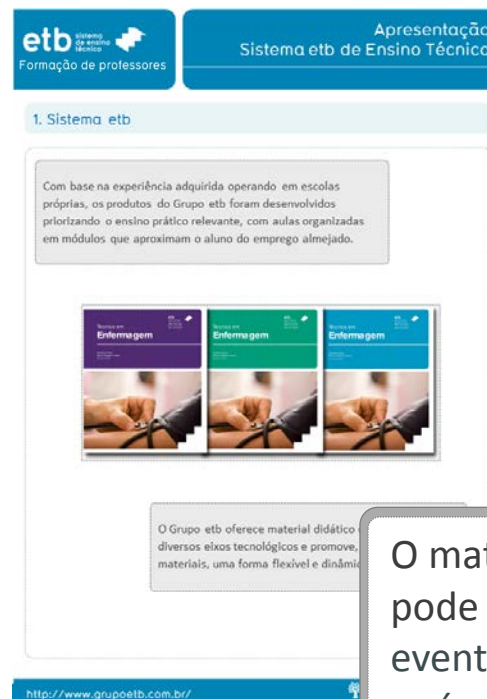 etb sistema de ensino técnico
Formação de professores
Apresentação
Sistema etb de Ensino Técnico
1. Sistema etb
Com base na experiência adquirida operando em escolas
próprias, os produtos do Grupo etb foram desenvolvidos
priorizando o ensino prático relevante, com aulas organizadas
em módulos que aproximam o aluno do emprego almejado.
Técnico em
Enfermagem
Técnico em
Enfermagem
Técnico em
Enfermagem
O Grupo etb oferece material didático
diversos eixos tecnológicos e promove,
materiais, uma forma flexível e
O
pode
http://www.grupoetb.com.br/